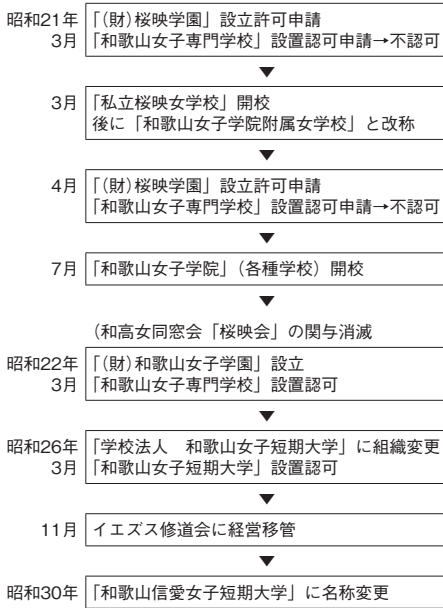 昭和21年 「(財)桜映学園」設立許可申請
3月 「和歌山女子専門学校」設置認可申請→不認可
▼
3月 「私立桜映女学校」開校
後に「和歌山女子学院附属女学校」と改称
▼
4月 「(財)桜映学園」設立許可申請
「和歌山女子専門学校」設置認可申請→不認可
▼
7月 「和歌山女子学院」(各種学校)開校
▼
(和高女同窓会「桜映会」の関与消滅
昭和22年 「(財)和歌山女子学園」設立
3月 「和歌山女子専門学校」設置認可
▼
昭和26年 「学校法人　和歌山女子短期大学」に組織変更
3月 「和歌山女子短期大学」設置認可
▼
11月 イエズス修道会に経営移管
▼
昭和30年 「和歌山信愛女子短期大学」に名称変更